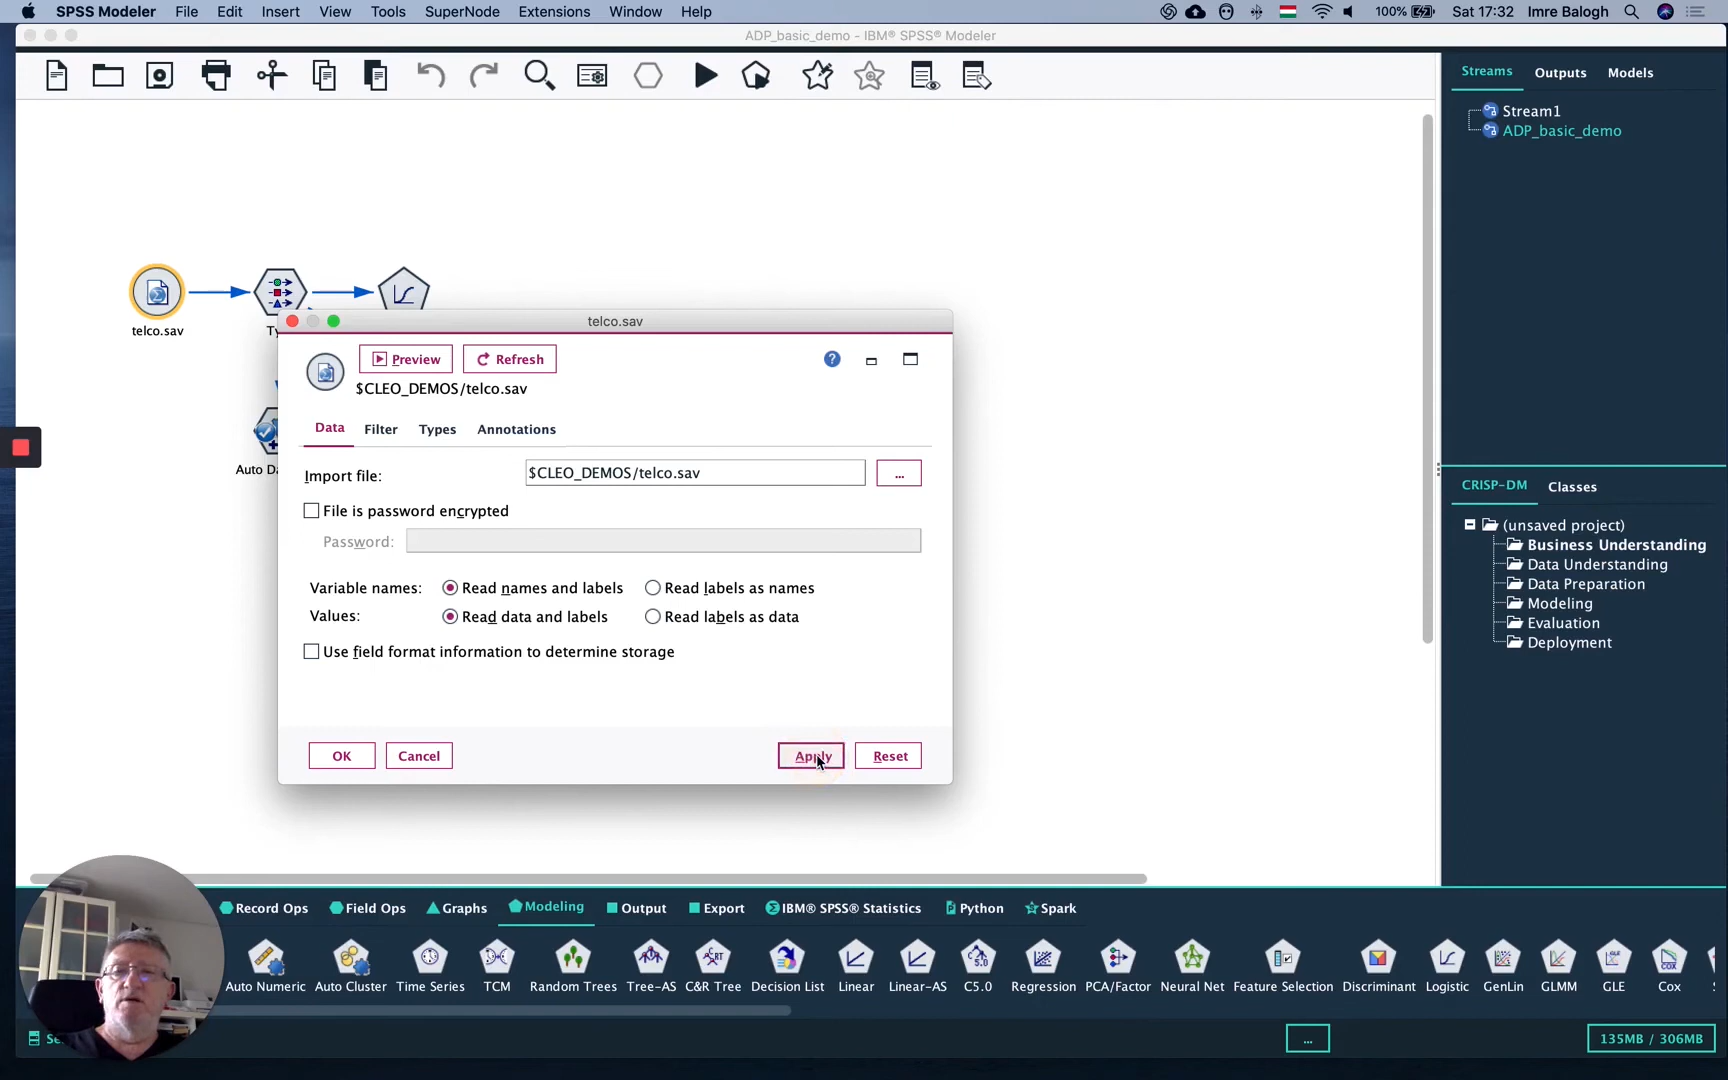 SPSS Modeler File Edit Insert View Tools SuperNode Extensions Window Help 100% Sat 17:32 Imre Balogh
ADP_basic_demo - IBM® SPSS® Modeler
Streams Outputs Models
Stream1
ADP_basic_demo
telco.sav
Ty
Auto Da
telco.sav
Preview Refresh ?
$CLEO_DEMOS/telco.sav
Data Filter Types Annotations
Import file: $CLEO_DEMOS/telco.sav ...
File is password encrypted
Password:
Variable names: Read names and labels Read labels as names
Values: Read data and labels Read labels as data
Use field format information to determine storage
OK Cancel Apply Reset
CRISP-DM Classes
(unsaved project)
Business Understanding
Data Understanding
Data Preparation
Modeling
Evaluation
Deployment
Record Ops Field Ops Graphs Modeling Output Export IBM® SPSS® Statistics Python Spark
Auto Numeric Auto Cluster Time Series TCM Random Trees Tree-AS C&R Tree Decision List Linear Linear-AS C5.0 Regression PCA/Factor Neural Net Feature Selection Discriminant Logistic GenLin GLMM GLE Cox
Se
... 135MB / 306MB